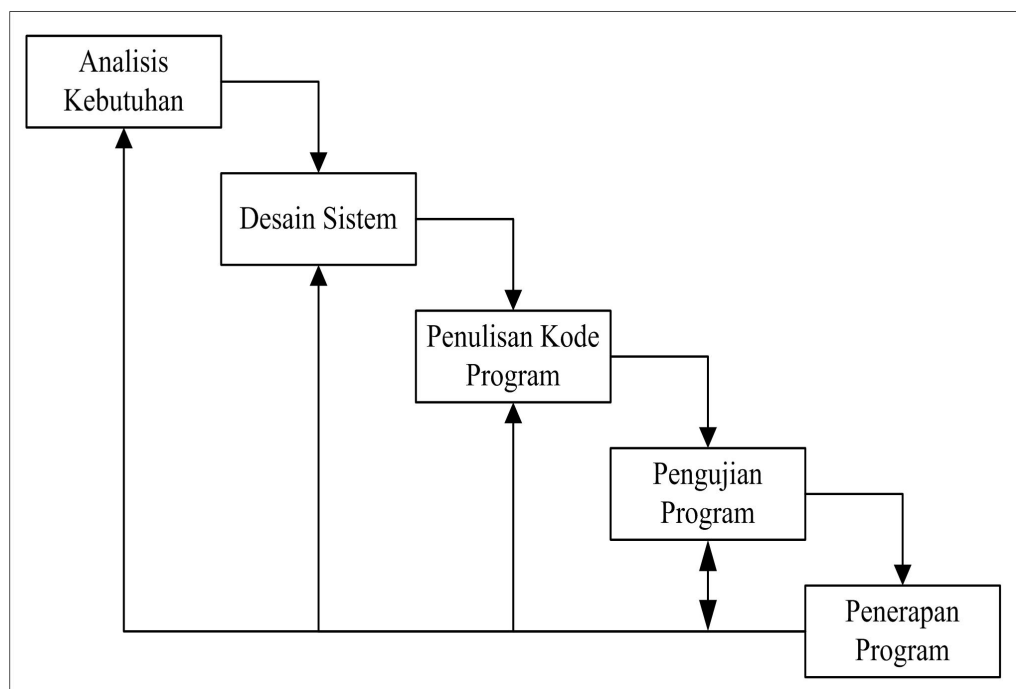 Analisis
Kebutuhan
Desain Sistem
Penulisan Kode
Program
Pengujian
Program
Penerapan
Program